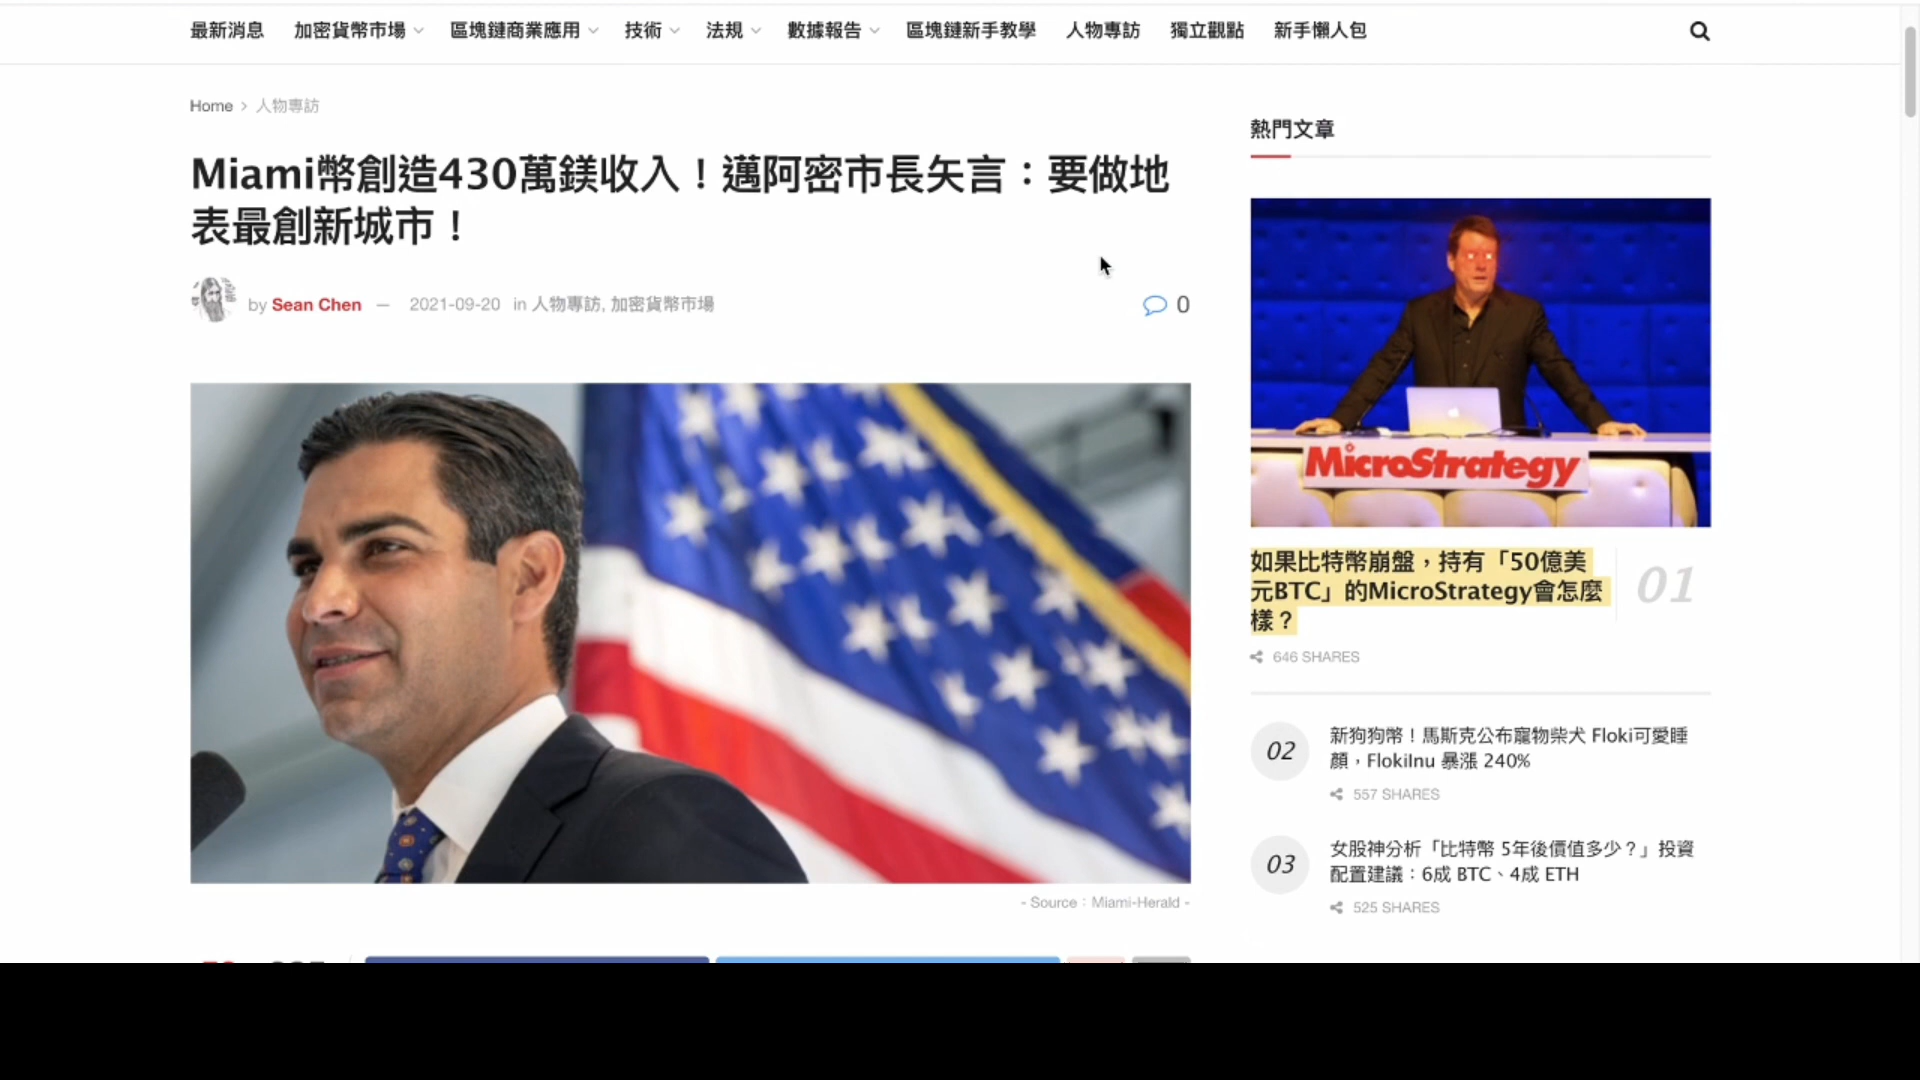 最新消息 加密貨幣市場 區塊鏈商業應用 技術 法規 數據報告 區塊鏈新手教學 人物專訪 獨立觀點 新手懶人包
Home > 人物專訪
Miami幣創造430萬鎂收入！邁阿密市長矢言：要做地
表最創新城市！
by Sean Chen — 2021-09-20 in 人物專訪, 加密貨幣市場
0
- Source：Miami-Herald -
熱門文章
MicroStrategy
如果比特幣崩盤，持有「50億美
元BTC」的MicroStrategy會怎麼
樣？
01
646 SHARES
02
新狗狗幣！馬斯克公布寵物柴犬 Floki可愛睡
顏，FlokiInu 暴漲 240%
557 SHARES
03
女股神分析「比特幣 5年後價值多少？」投資
配置建議：6成 BTC、4成 ETH
525 SHARES